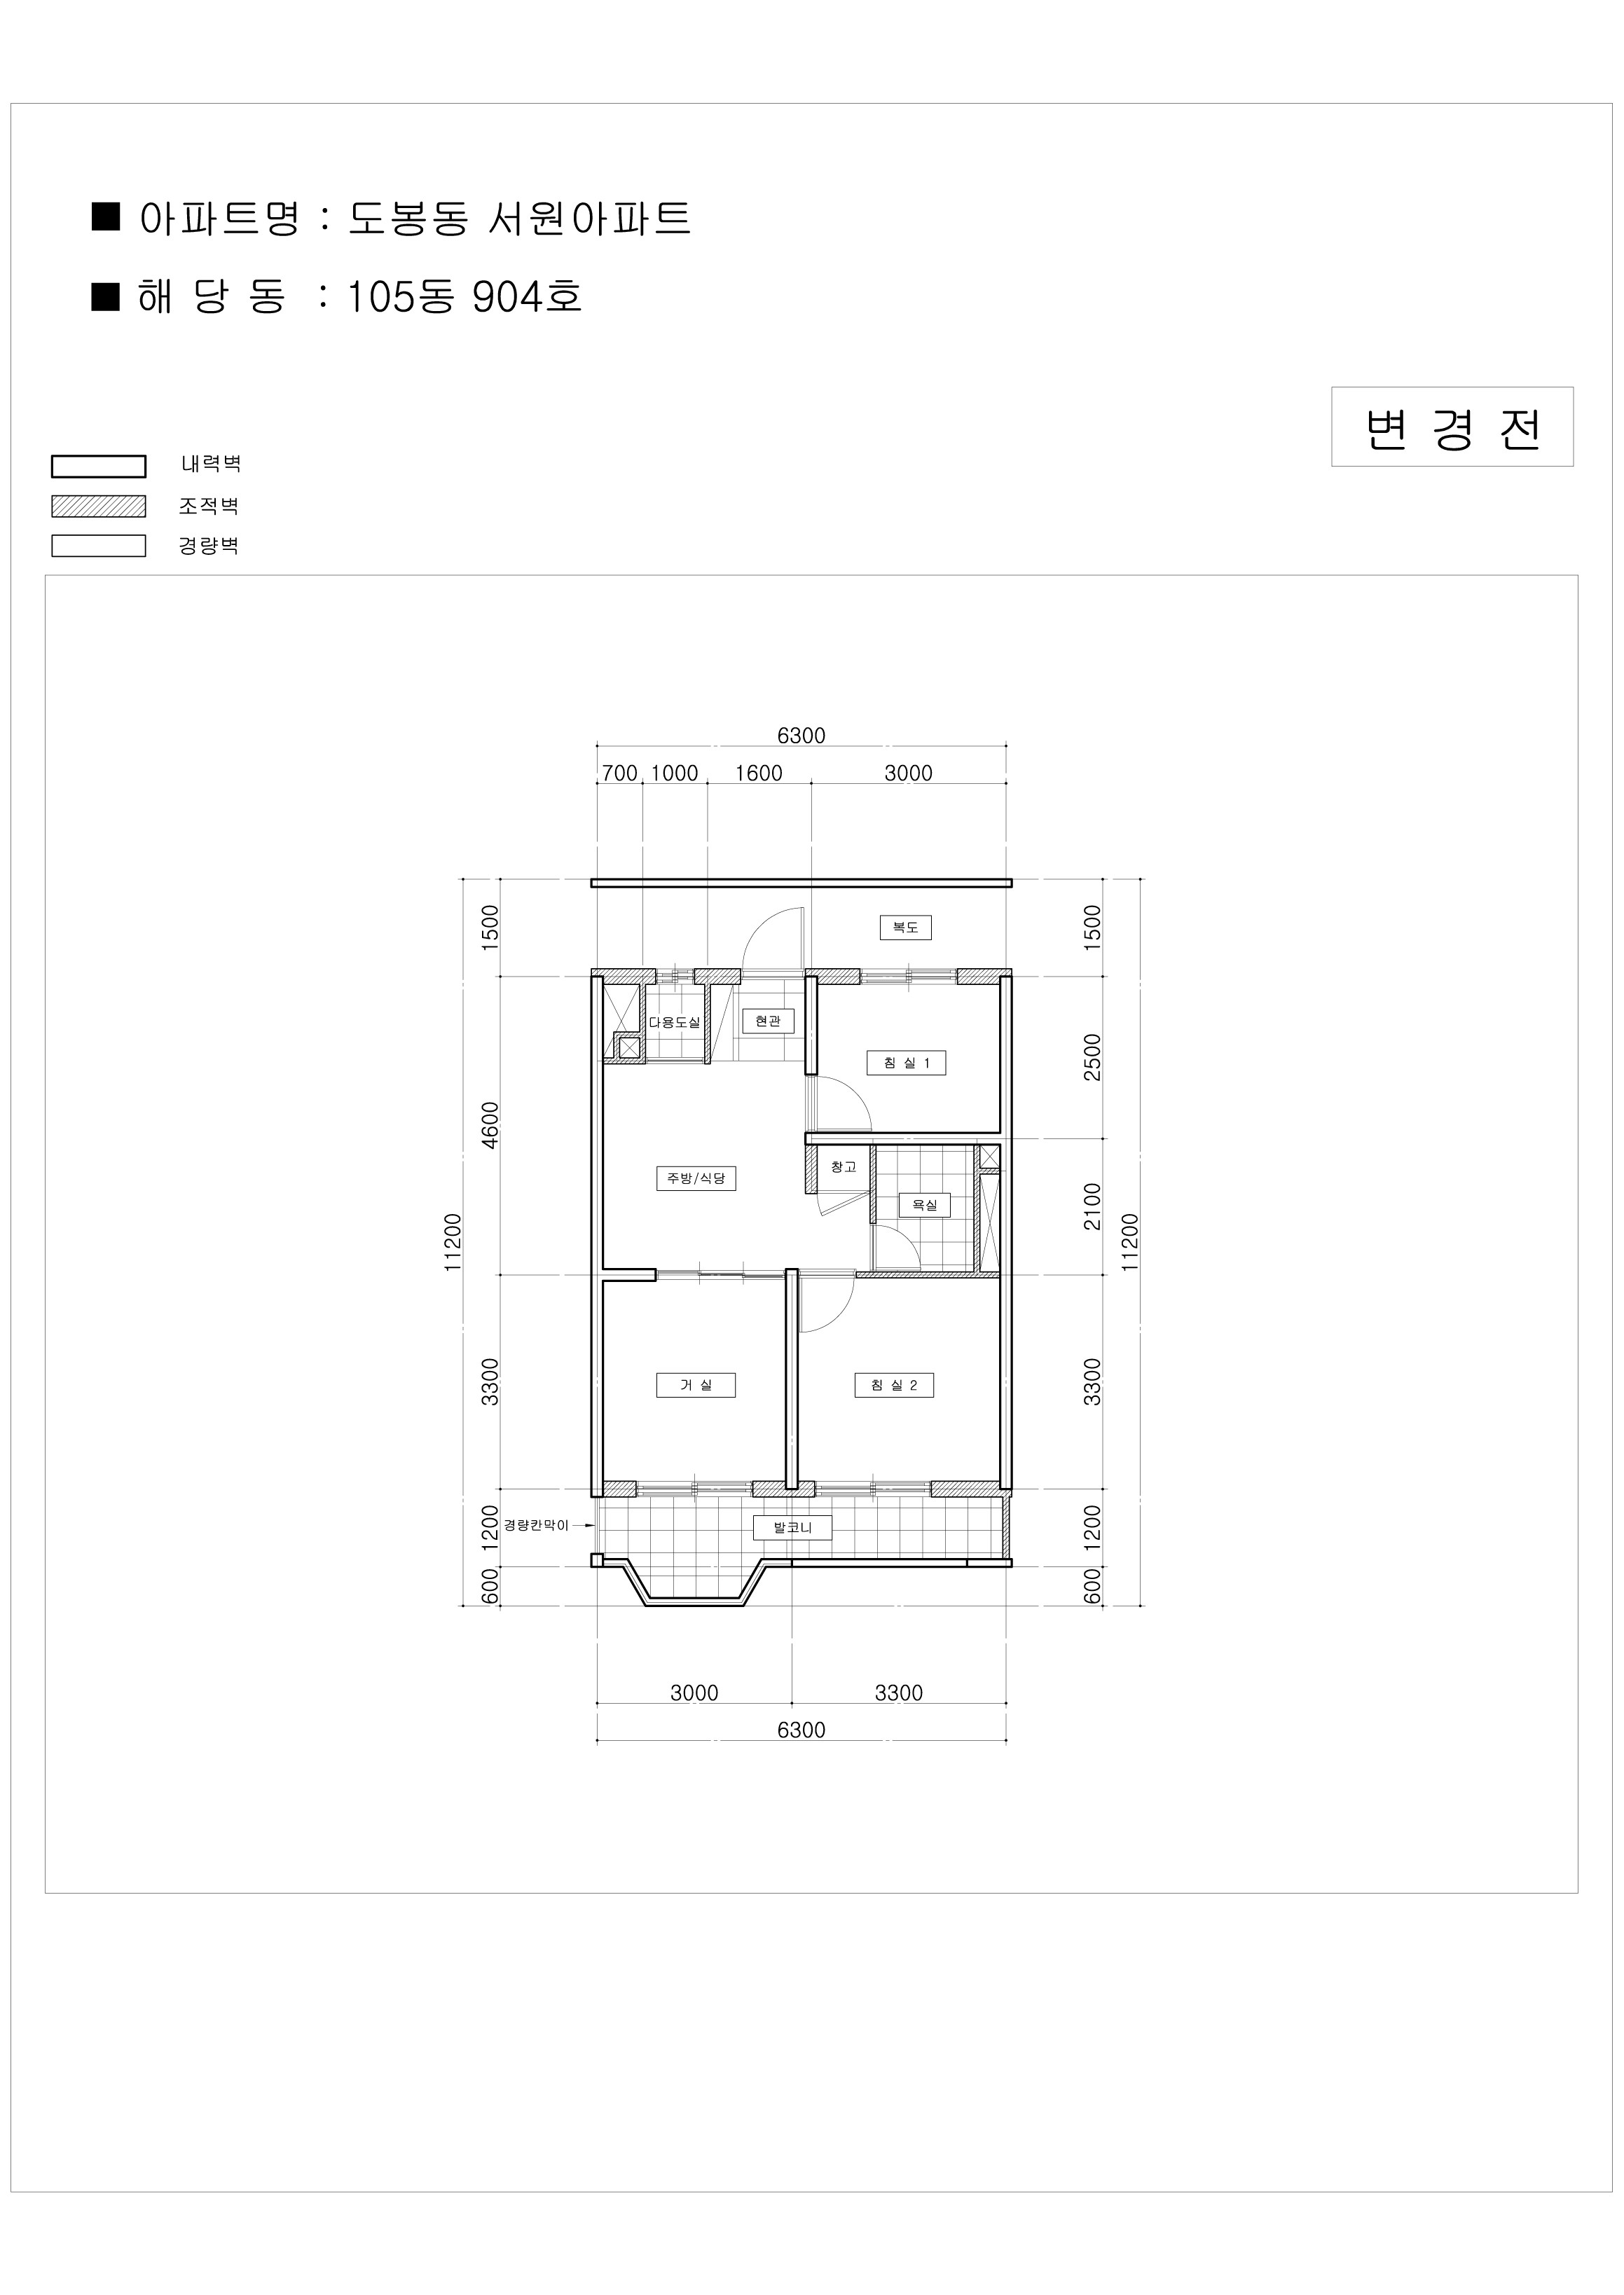 ■ 아파트명 : 도봉동 서원아파트
■ 해 당 동 : 105동 904호
변 경 전
내력벽
조적벽
경량벽
6300
700 1000 1600 3000
1500 복도 1500
다용도실 현관
침 실 1 2500
4600
창고
주방/식당
욕실 2100
11200 11200
3300 거 실 침 실 2 3300
1200 경량칸막이 발코니 1200
600 600
3000 3300
6300